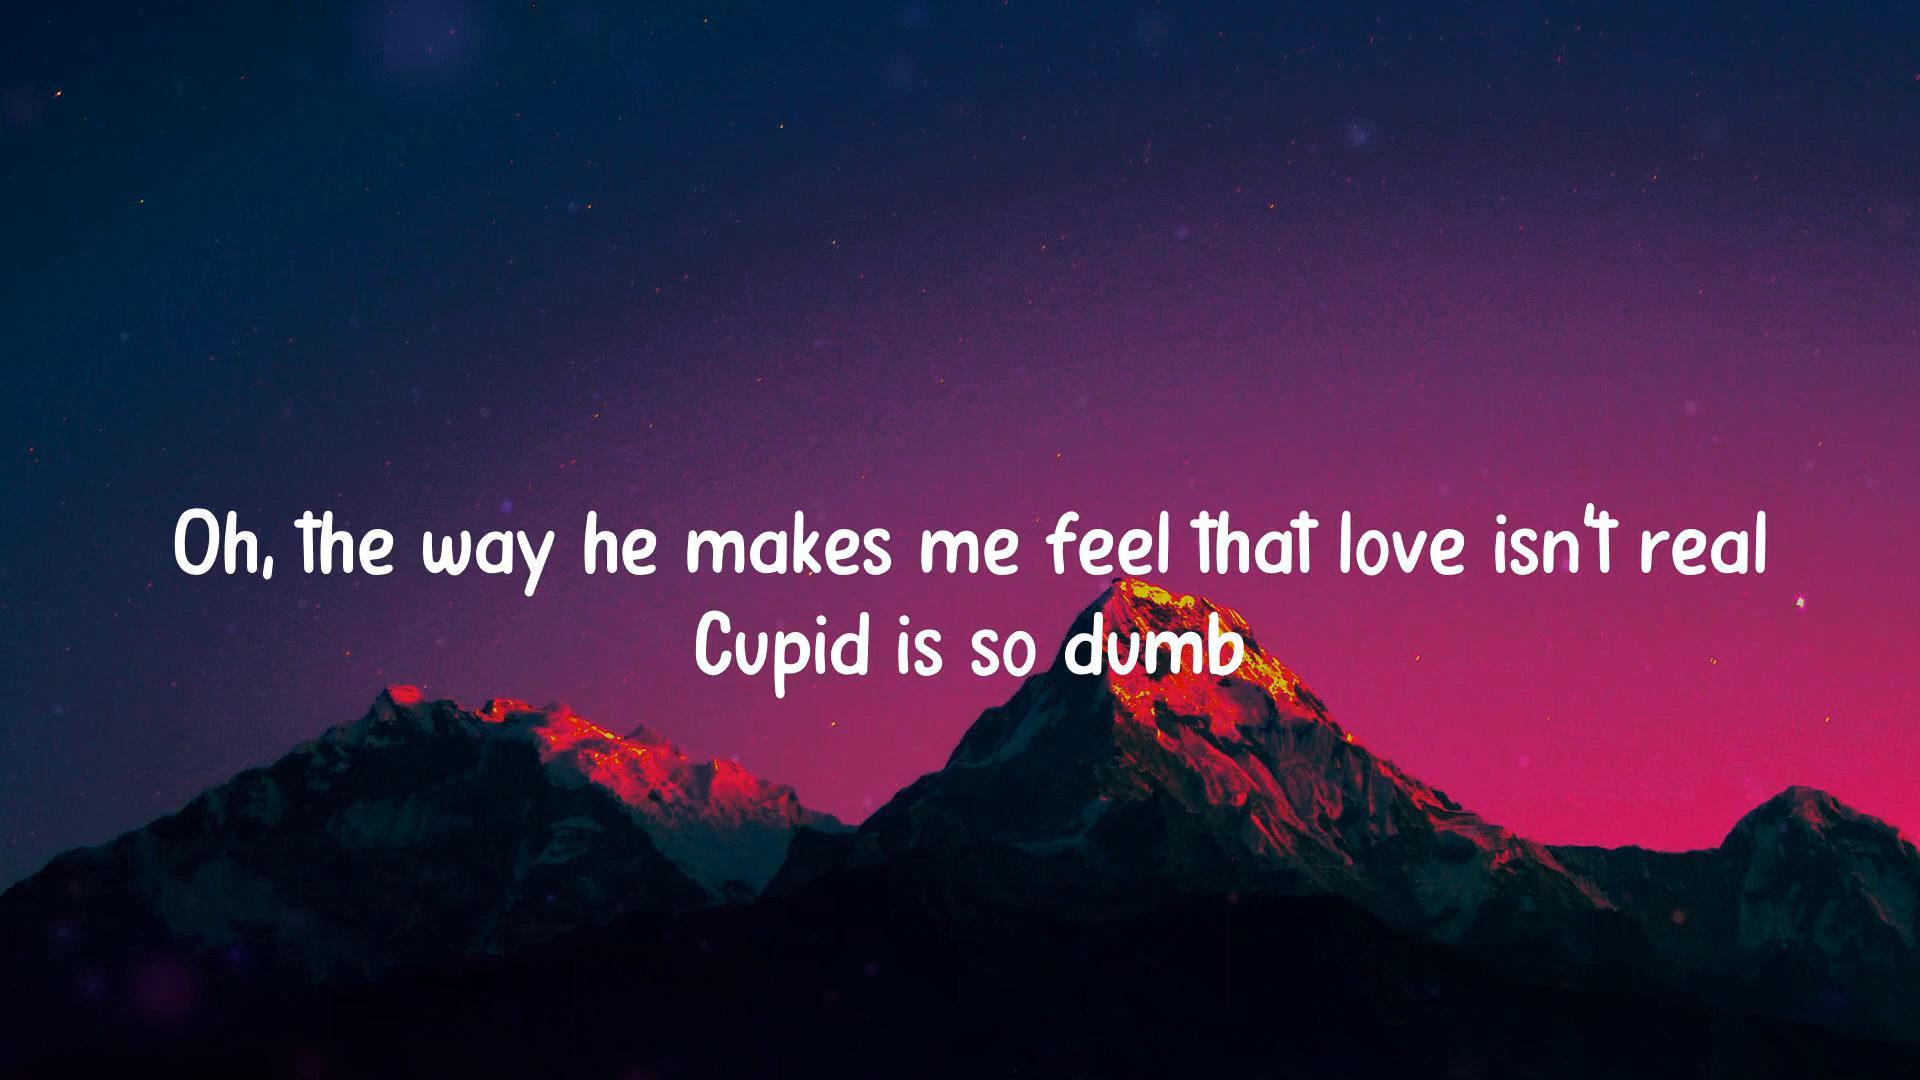 Oh, the way he makes me feel that love isn't real
Cupid is so dumb